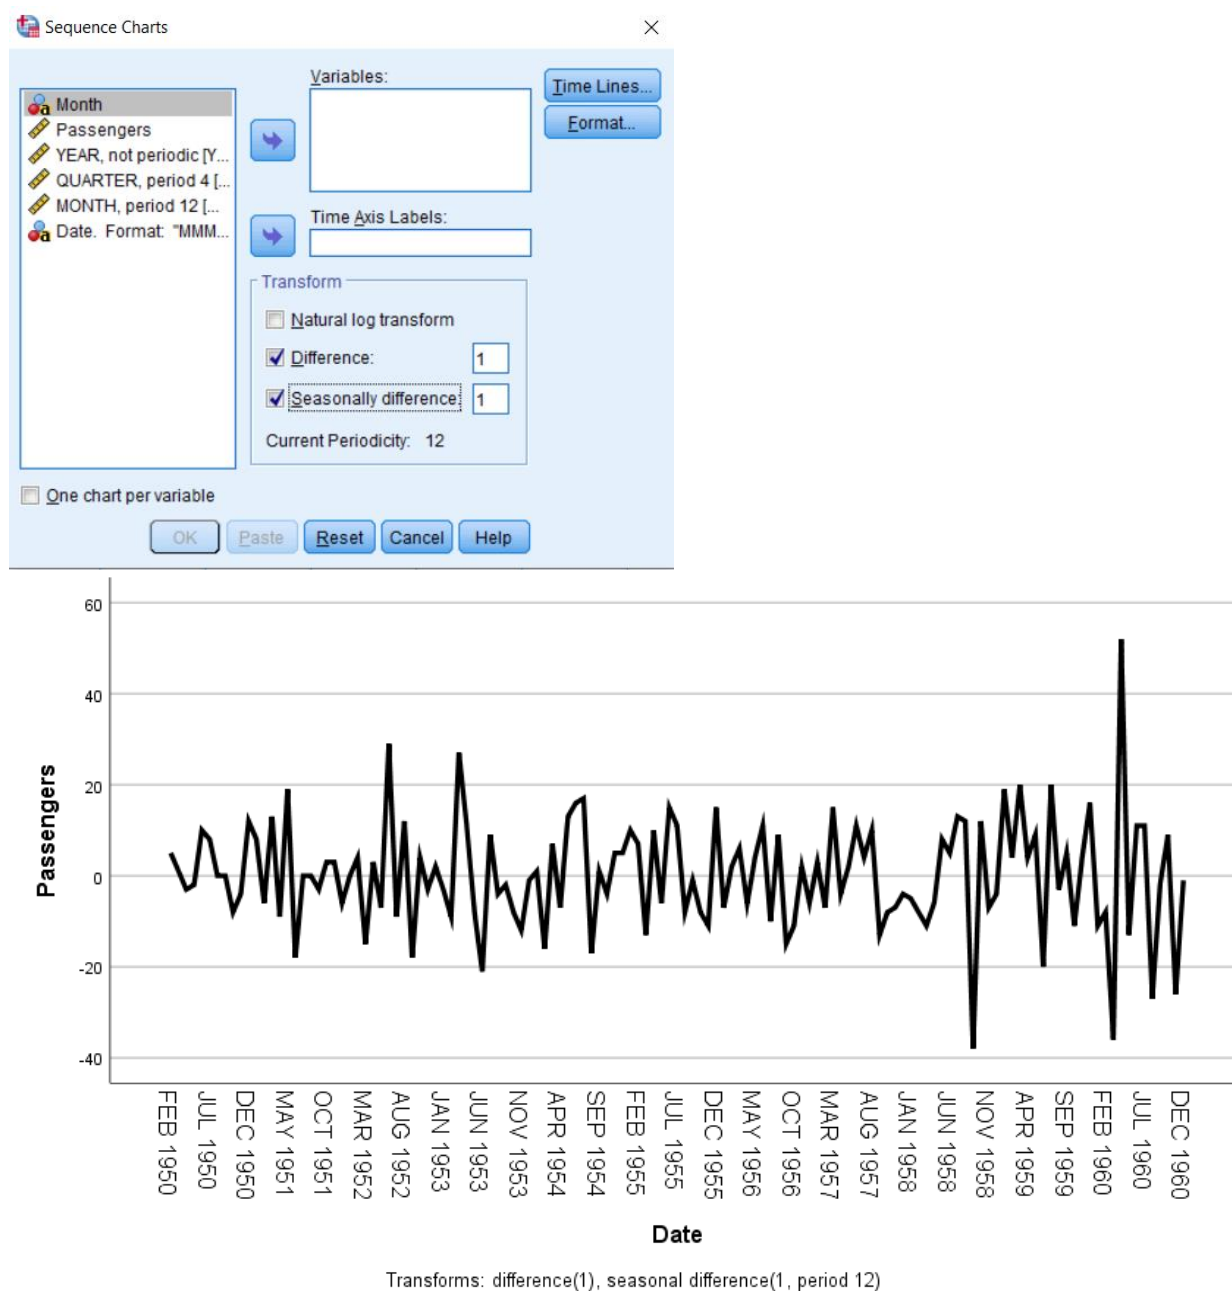 Sequence Charts
Variables:
Time Lines...
Format...
Month
Passengers
YEAR, not periodic [Y...
QUARTER, period 4 [...
MONTH, period 12 [...
Date. Format: "MMM...
Time Axis Labels:
Transform
Natural log transform
Difference: 1
Seasonally difference: 1
Current Periodicity: 12
One chart per variable
OK Paste Reset Cancel Help
60
40
20
0
-20
-40
Passengers
FEB 1950
JUL 1950
DEC 1950
MAY 1951
OCT 1951
MAR 1952
AUG 1952
JAN 1953
JUN 1953
NOV 1953
APR 1954
SEP 1954
FEB 1955
JUL 1955
DEC 1955
MAY 1956
OCT 1956
MAR 1957
AUG 1957
JAN 1958
JUN 1958
NOV 1958
APR 1959
SEP 1959
FEB 1960
JUL 1960
DEC 1960
Date
Transforms: difference(1), seasonal difference(1, period 12)